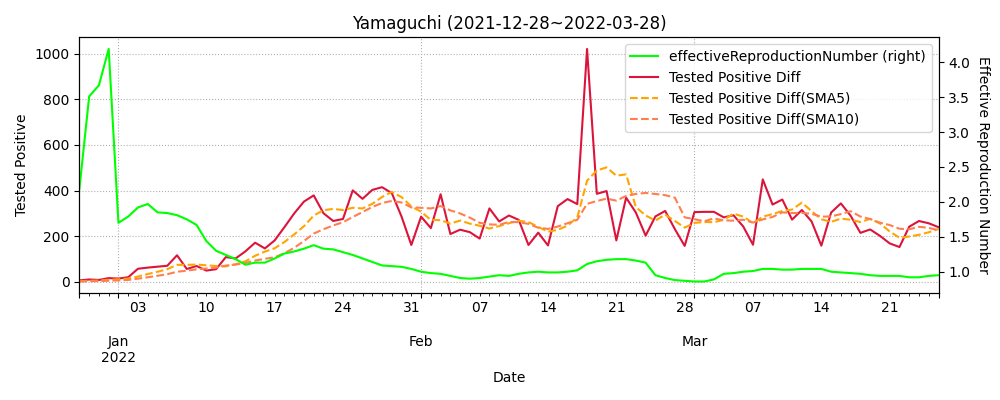 Yamaguchi (2021-12-28~2022-03-28)
effectiveReproductionNumber (right)
Tested Positive Diff
Tested Positive Diff(SMA5)
Tested Positive Diff(SMA10)
Tested Positive
1000
800
600
400
200
0
Effective Reproduction Number
4.0
3.5
3.0
2.5
2.0
1.5
1.0
03 10 17 24 31 07 14 21 28 07 14 21
Jan Feb Mar
2022
Date